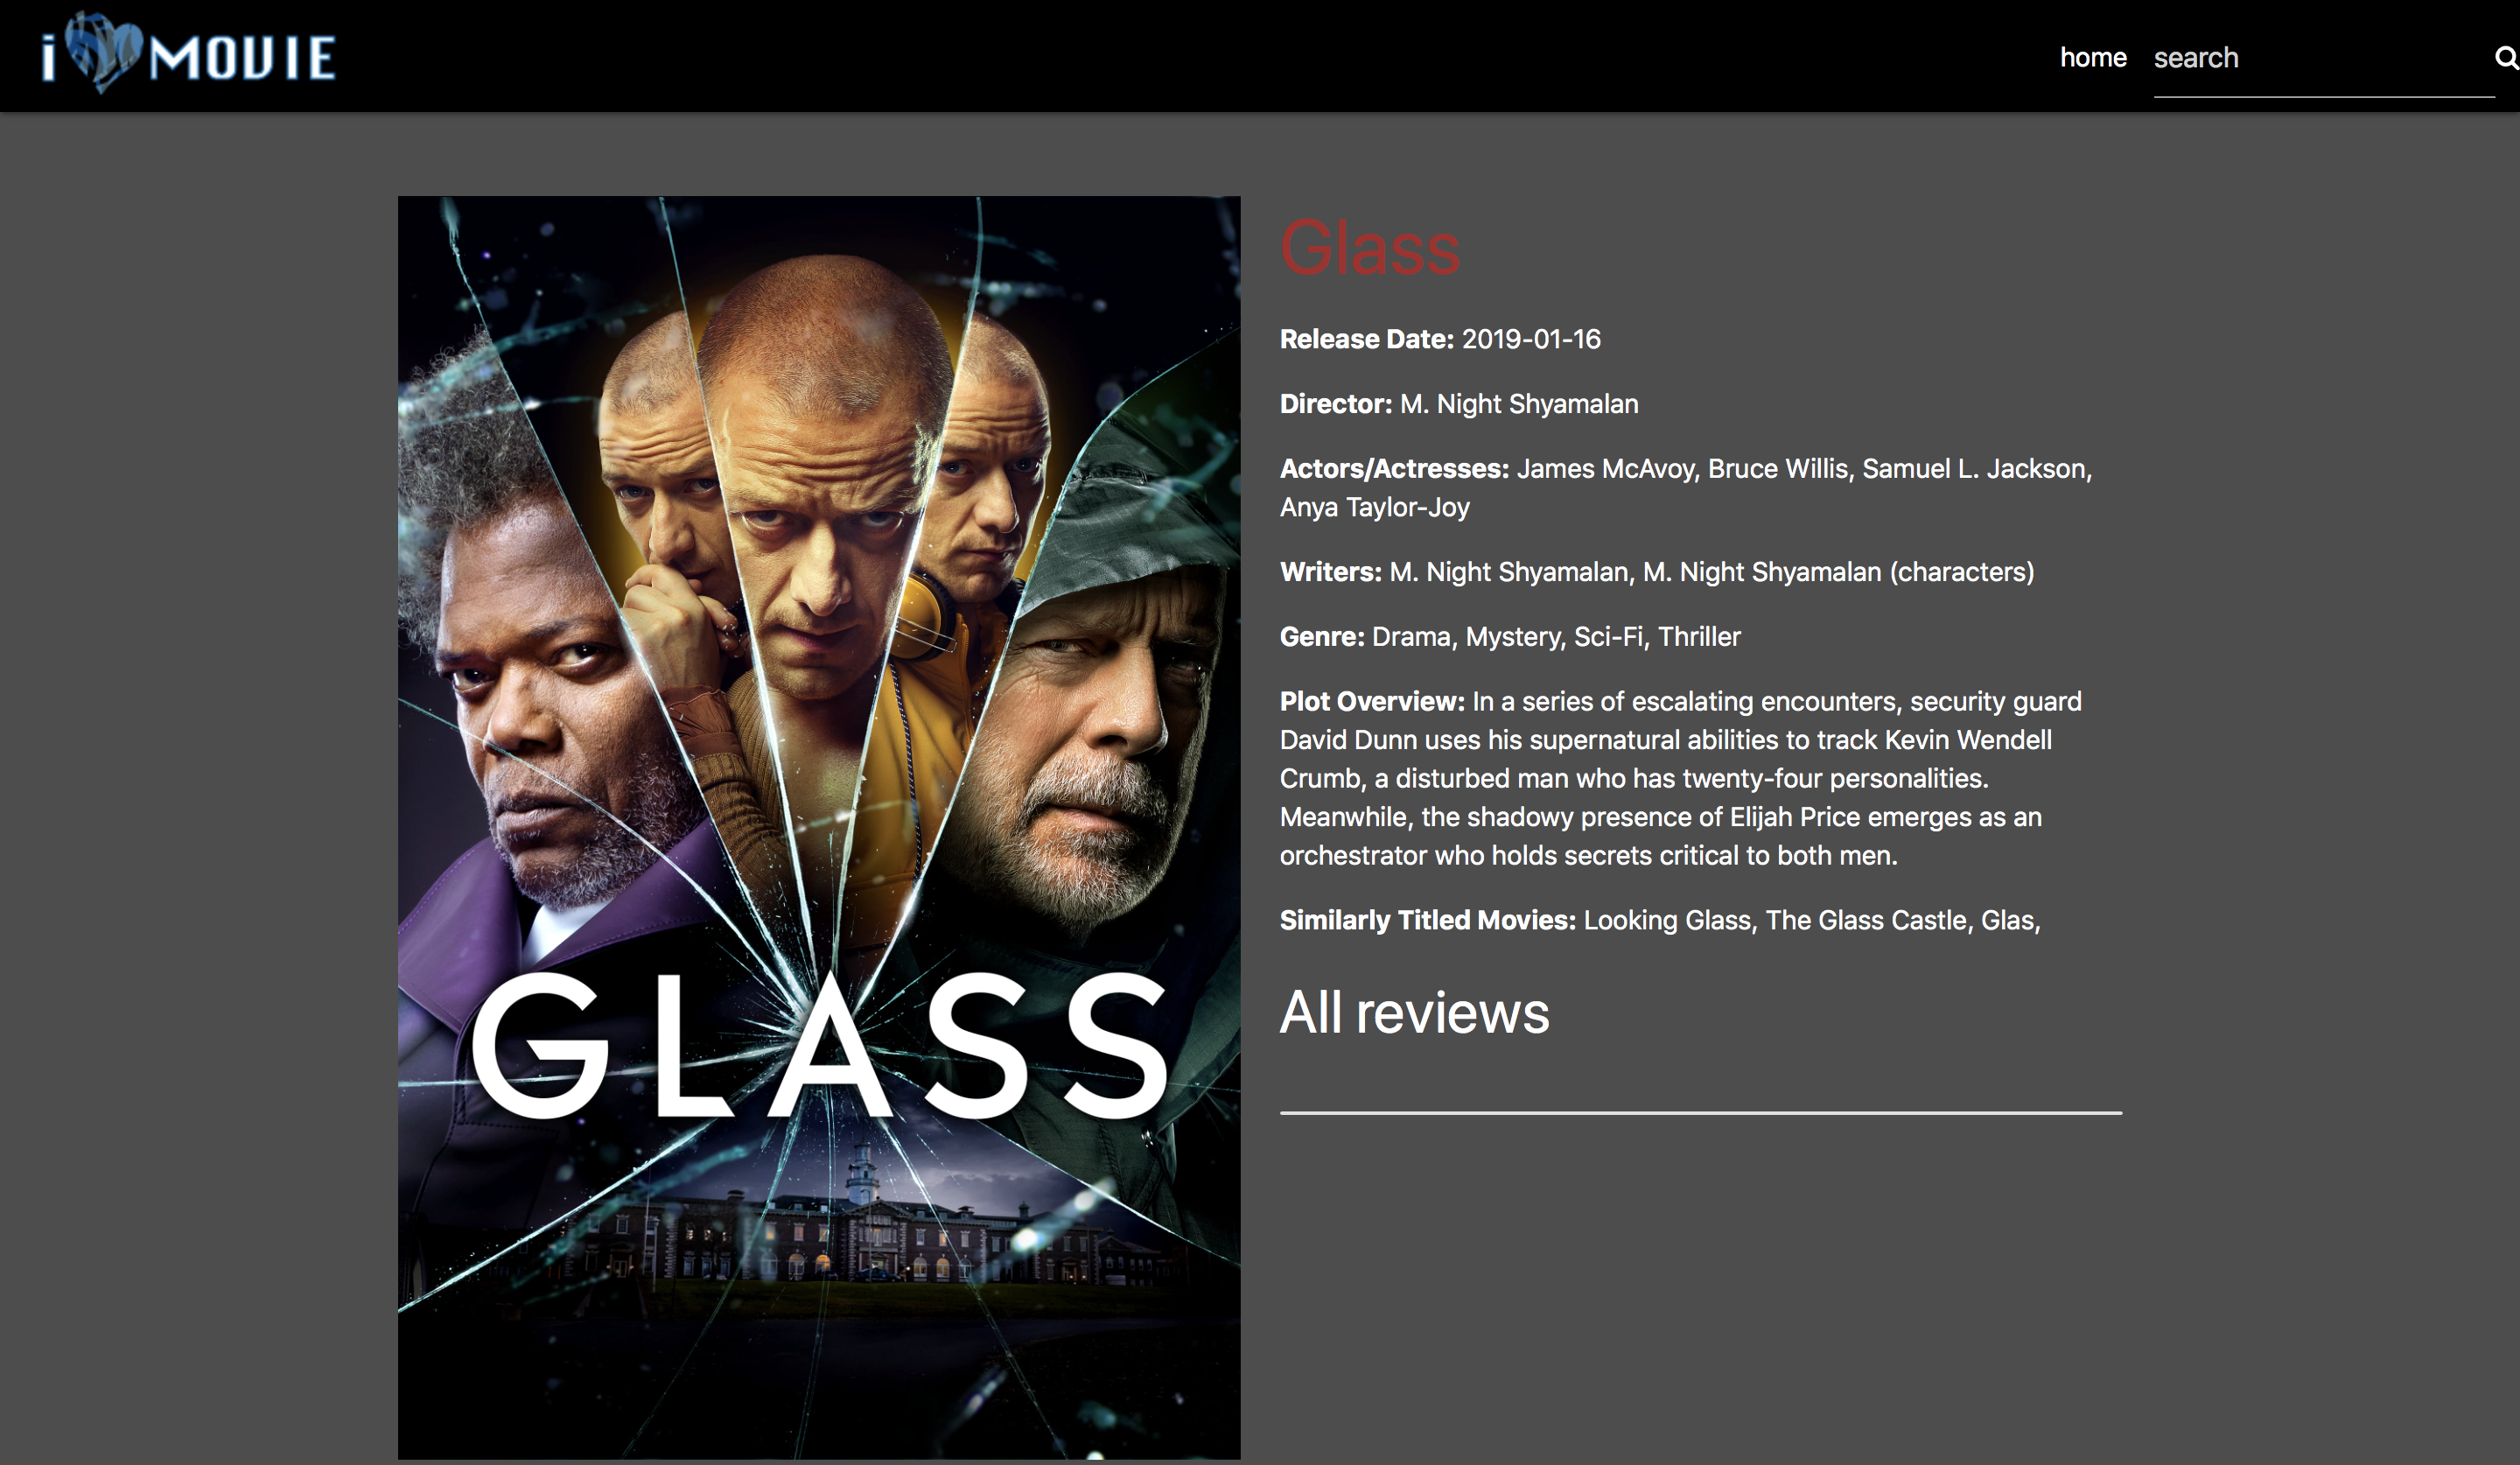 i MOVIE
home search
Glass
Release Date: 2019-01-16
Director: M. Night Shyamalan
Actors/Actresses: James McAvoy, Bruce Willis, Samuel L. Jackson,
Anya Taylor-Joy
Writers: M. Night Shyamalan, M. Night Shyamalan (characters)
Genre: Drama, Mystery, Sci-Fi, Thriller
Plot Overview: In a series of escalating encounters, security guard
David Dunn uses his supernatural abilities to track Kevin Wendell
Crumb, a disturbed man who has twenty-four personalities.
Meanwhile, the shadowy presence of Elijah Price emerges as an
orchestrator who holds secrets critical to both men.
Similarly Titled Movies: Looking Glass, The Glass Castle, Glas,
GLASS
All reviews